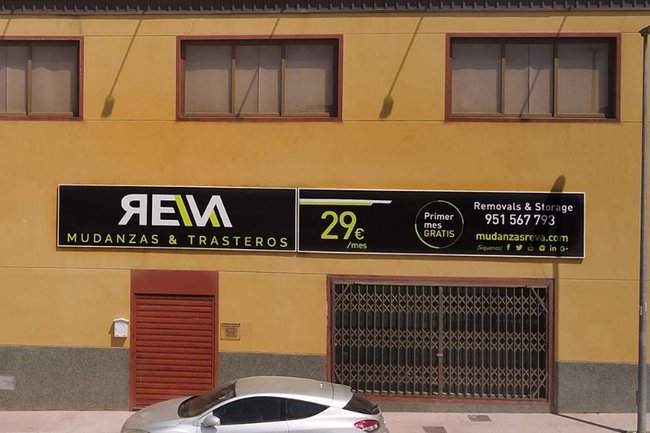 REVA
MUDANZAS & TRASTEROS
29€
/mes
Primer
mes
GRATIS
Removals & Storage
951 567 793
mudanzasreva.com
¡Síguenos!